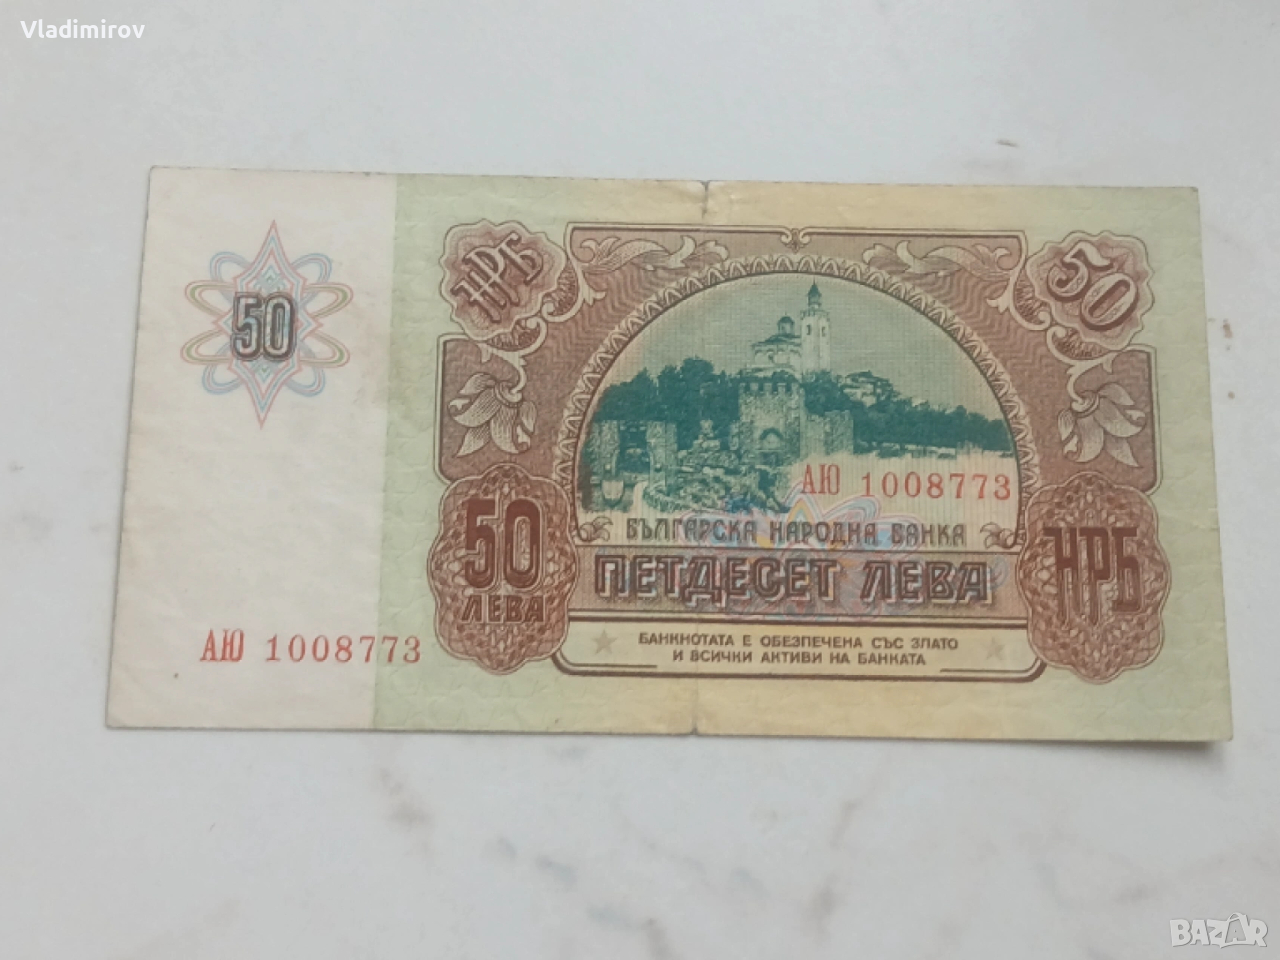 Vladimirov
50
НРБ
50
АЮ 1008773
БЪЛГАРСКА НАРОДНА БАНКА
50 ПЕТДЕСЕТ ЛЕВА НРБ
ЛЕВА
БАНКНОТАТА Е ОБЕЗПЕЧЕНА СЪС ЗЛАТО
И ВСИЧКИ АКТИВИ НА БАНКАТА
АЮ 1008773
BAZAR